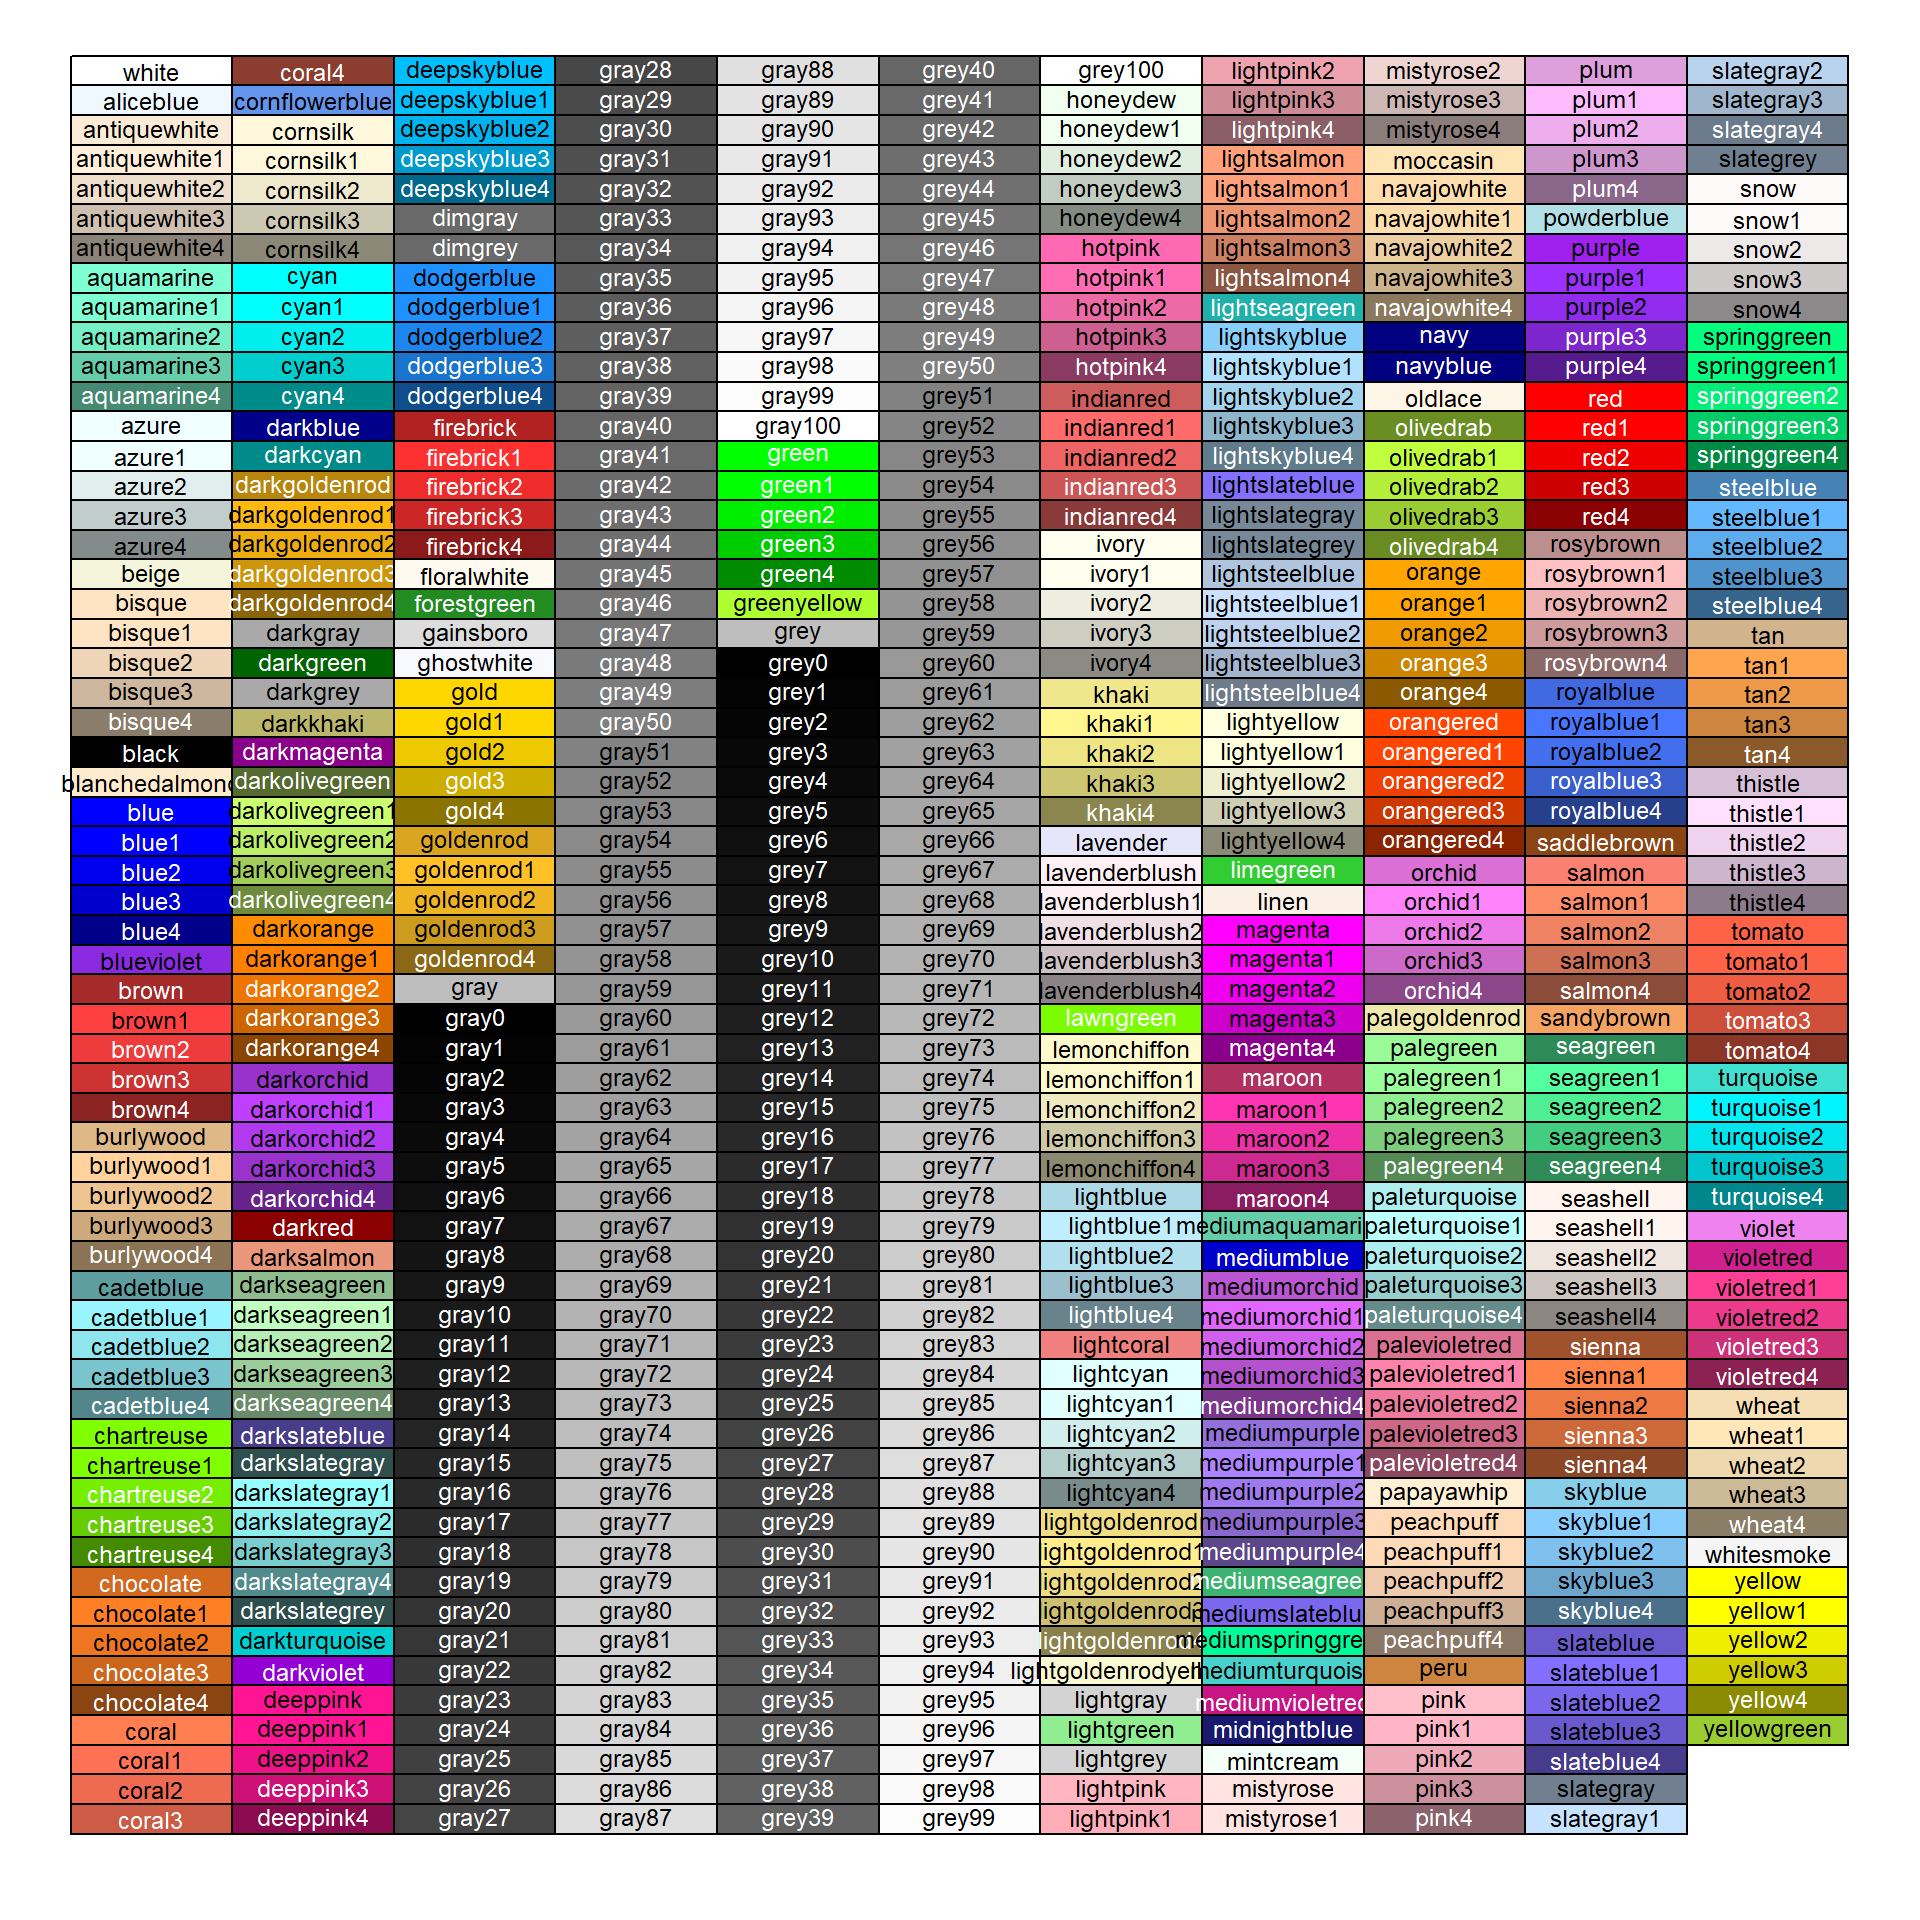 white
aliceblue
antiquewhite
antiquewhite1
antiquewhite2
antiquewhite3
antiquewhite4
aquamarine
aquamarine1
aquamarine2
aquamarine3
aquamarine4
azure
azure1
azure2
azure3
azure4
beige
bisque
bisque1
bisque2
bisque3
bisque4
black
blanchedalmond
blue
blue1
blue2
blue3
blue4
blueviolet
brown
brown1
brown2
brown3
brown4
burlywood
burlywood1
burlywood2
burlywood3
burlywood4
cadetblue
cadetblue1
cadetblue2
cadetblue3
cadetblue4
chartreuse
chartreuse1
chartreuse2
chartreuse3
chartreuse4
chocolate
chocolate1
chocolate2
chocolate3
chocolate4
coral
coral1
coral2
coral3
coral4
cornflowerblue
cornsilk
cornsilk1
cornsilk2
cornsilk3
cornsilk4
cyan
cyan1
cyan2
cyan3
cyan4
darkblue
darkcyan
darkgoldenrod
darkgoldenrod1
darkgoldenrod2
darkgoldenrod3
darkgoldenrod4
darkgray
darkgreen
darkgrey
darkkhaki
darkmagenta
darkolivegreen
darkolivegreen1
darkolivegreen2
darkolivegreen3
darkolivegreen4
darkorange
darkorange1
darkorange2
darkorange3
darkorange4
darkorchid
darkorchid1
darkorchid2
darkorchid3
darkorchid4
darkred
darksalmon
darkseagreen
darkseagreen1
darkseagreen2
darkseagreen3
darkseagreen4
darkslateblue
darkslategray
darkslategray1
darkslategray2
darkslategray3
darkslategray4
darkslategrey
darkturquoise
darkviolet
deeppink
deeppink1
deeppink2
deeppink3
deeppink4
deepskyblue
deepskyblue1
deepskyblue2
deepskyblue3
deepskyblue4
dimgray
dimgrey
dodgerblue
dodgerblue1
dodgerblue2
dodgerblue3
dodgerblue4
firebrick
firebrick1
firebrick2
firebrick3
firebrick4
floralwhite
forestgreen
gainsboro
ghostwhite
gold
gold1
gold2
gold3
gold4
goldenrod
goldenrod1
goldenrod2
goldenrod3
goldenrod4
gray
gray0
gray1
gray2
gray3
gray4
gray5
gray6
gray7
gray8
gray9
gray10
gray11
gray12
gray13
gray14
gray15
gray16
gray17
gray18
gray19
gray20
gray21
gray22
gray23
gray24
gray25
gray26
gray27
gray28
gray29
gray30
gray31
gray32
gray33
gray34
gray35
gray36
gray37
gray38
gray39
gray40
gray41
gray42
gray43
gray44
gray45
gray46
gray47
gray48
gray49
gray50
gray51
gray52
gray53
gray54
gray55
gray56
gray57
gray58
gray59
gray60
gray61
gray62
gray63
gray64
gray65
gray66
gray67
gray68
gray69
gray70
gray71
gray72
gray73
gray74
gray75
gray76
gray77
gray78
gray79
gray80
gray81
gray82
gray83
gray84
gray85
gray86
gray87
gray88
gray89
gray90
gray91
gray92
gray93
gray94
gray95
gray96
gray97
gray98
gray99
gray100
green
green1
green2
green3
green4
greenyellow
grey
grey0
grey1
grey2
grey3
grey4
grey5
grey6
grey7
grey8
grey9
grey10
grey11
grey12
grey13
grey14
grey15
grey16
grey17
grey18
grey19
grey20
grey21
grey22
grey23
grey24
grey25
grey26
grey27
grey28
grey29
grey30
grey31
grey32
grey33
grey34
grey35
grey36
grey37
grey38
grey39
grey40
grey41
grey42
grey43
grey44
grey45
grey46
grey47
grey48
grey49
grey50
grey51
grey52
grey53
grey54
grey55
grey56
grey57
grey58
grey59
grey60
grey61
grey62
grey63
grey64
grey65
grey66
grey67
grey68
grey69
grey70
grey71
grey72
grey73
grey74
grey75
grey76
grey77
grey78
grey79
grey80
grey81
grey82
grey83
grey84
grey85
grey86
grey87
grey88
grey89
grey90
grey91
grey92
grey93
grey94
grey95
grey96
grey97
grey98
grey99
grey100
honeydew
honeydew1
honeydew2
honeydew3
honeydew4
hotpink
hotpink1
hotpink2
hotpink3
hotpink4
indianred
indianred1
indianred2
indianred3
indianred4
ivory
ivory1
ivory2
ivory3
ivory4
khaki
khaki1
khaki2
khaki3
khaki4
lavender
lavenderblush
lavenderblush1
lavenderblush2
lavenderblush3
lavenderblush4
lawngreen
lemonchiffon
lemonchiffon1
lemonchiffon2
lemonchiffon3
lemonchiffon4
lightblue
lightblue1
lightblue2
lightblue3
lightblue4
lightcoral
lightcyan
lightcyan1
lightcyan2
lightcyan3
lightcyan4
lightgoldenrod
lightgoldenrod1
lightgoldenrod2
lightgoldenrod3
lightgoldenrod4
lightgoldenrodyell
lightgray
lightgreen
lightgrey
lightpink
lightpink1
lightpink2
lightpink3
lightpink4
lightsalmon
lightsalmon1
lightsalmon2
lightsalmon3
lightsalmon4
lightseagreen
lightskyblue
lightskyblue1
lightskyblue2
lightskyblue3
lightskyblue4
lightslateblue
lightslategray
lightslategrey
lightsteelblue
lightsteelblue1
lightsteelblue2
lightsteelblue3
lightsteelblue4
lightyellow
lightyellow1
lightyellow2
lightyellow3
lightyellow4
limegreen
linen
magenta
magenta1
magenta2
magenta3
magenta4
maroon
maroon1
maroon2
maroon3
maroon4
mediumaquamari
mediumblue
mediumorchid
mediumorchid1
mediumorchid2
mediumorchid3
mediumorchid4
mediumpurple
mediumpurple1
mediumpurple2
mediumpurple3
mediumpurple4
mediumseagree
mediumslateblu
mediumspringgre
mediumturquois
mediumvioletred
midnightblue
mintcream
mistyrose
mistyrose1
mistyrose2
mistyrose3
mistyrose4
moccasin
navajowhite
navajowhite1
navajowhite2
navajowhite3
navajowhite4
navy
navyblue
oldlace
olivedrab
olivedrab1
olivedrab2
olivedrab3
olivedrab4
orange
orange1
orange2
orange3
orange4
orangered
orangered1
orangered2
orangered3
orangered4
orchid
orchid1
orchid2
orchid3
orchid4
palegoldenrod
palegreen
palegreen1
palegreen2
palegreen3
palegreen4
paleturquoise
paleturquoise1
paleturquoise2
paleturquoise3
paleturquoise4
palevioletred
palevioletred1
palevioletred2
palevioletred3
palevioletred4
papayawhip
peachpuff
peachpuff1
peachpuff2
peachpuff3
peachpuff4
peru
pink
pink1
pink2
pink3
pink4
plum
plum1
plum2
plum3
plum4
powderblue
purple
purple1
purple2
purple3
purple4
red
red1
red2
red3
red4
rosybrown
rosybrown1
rosybrown2
rosybrown3
rosybrown4
royalblue
royalblue1
royalblue2
royalblue3
royalblue4
saddlebrown
salmon
salmon1
salmon2
salmon3
salmon4
sandybrown
seagreen
seagreen1
seagreen2
seagreen3
seagreen4
seashell
seashell1
seashell2
seashell3
seashell4
sienna
sienna1
sienna2
sienna3
sienna4
skyblue
skyblue1
skyblue2
skyblue3
skyblue4
slateblue
slateblue1
slateblue2
slateblue3
slateblue4
slategray
slategray1
slategray2
slategray3
slategray4
slategrey
snow
snow1
snow2
snow3
snow4
springgreen
springgreen1
springgreen2
springgreen3
springgreen4
steelblue
steelblue1
steelblue2
steelblue3
steelblue4
tan
tan1
tan2
tan3
tan4
thistle
thistle1
thistle2
thistle3
thistle4
tomato
tomato1
tomato2
tomato3
tomato4
turquoise
turquoise1
turquoise2
turquoise3
turquoise4
violet
violetred
violetred1
violetred2
violetred3
violetred4
wheat
wheat1
wheat2
wheat3
wheat4
whitesmoke
yellow
yellow1
yellow2
yellow3
yellow4
yellowgreen